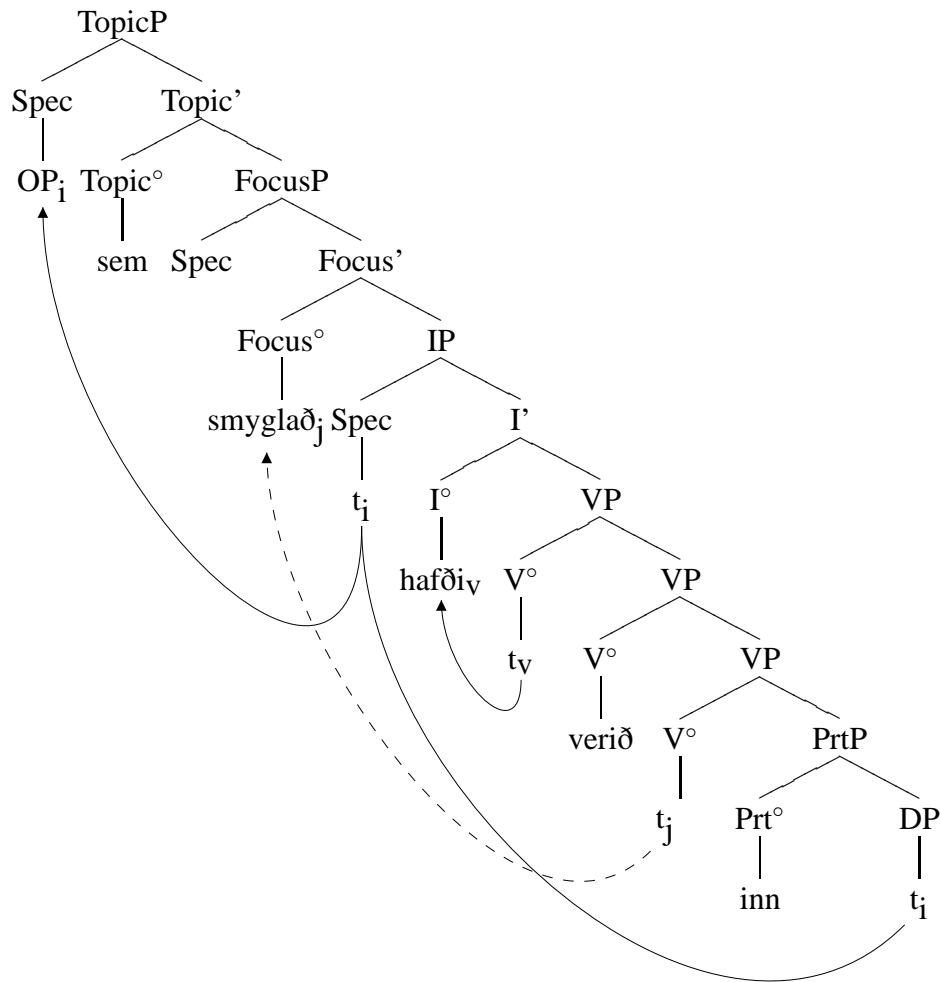 TopicP
Spec Topic’
OPi Topic° FocusP
sem Spec Focus’
Focus° IP
smyglaðj Spec I’
ti I° VP
hafðiv V° VP
tv V° VP
verið V° PrtP
tj Prt° DP
inn ti